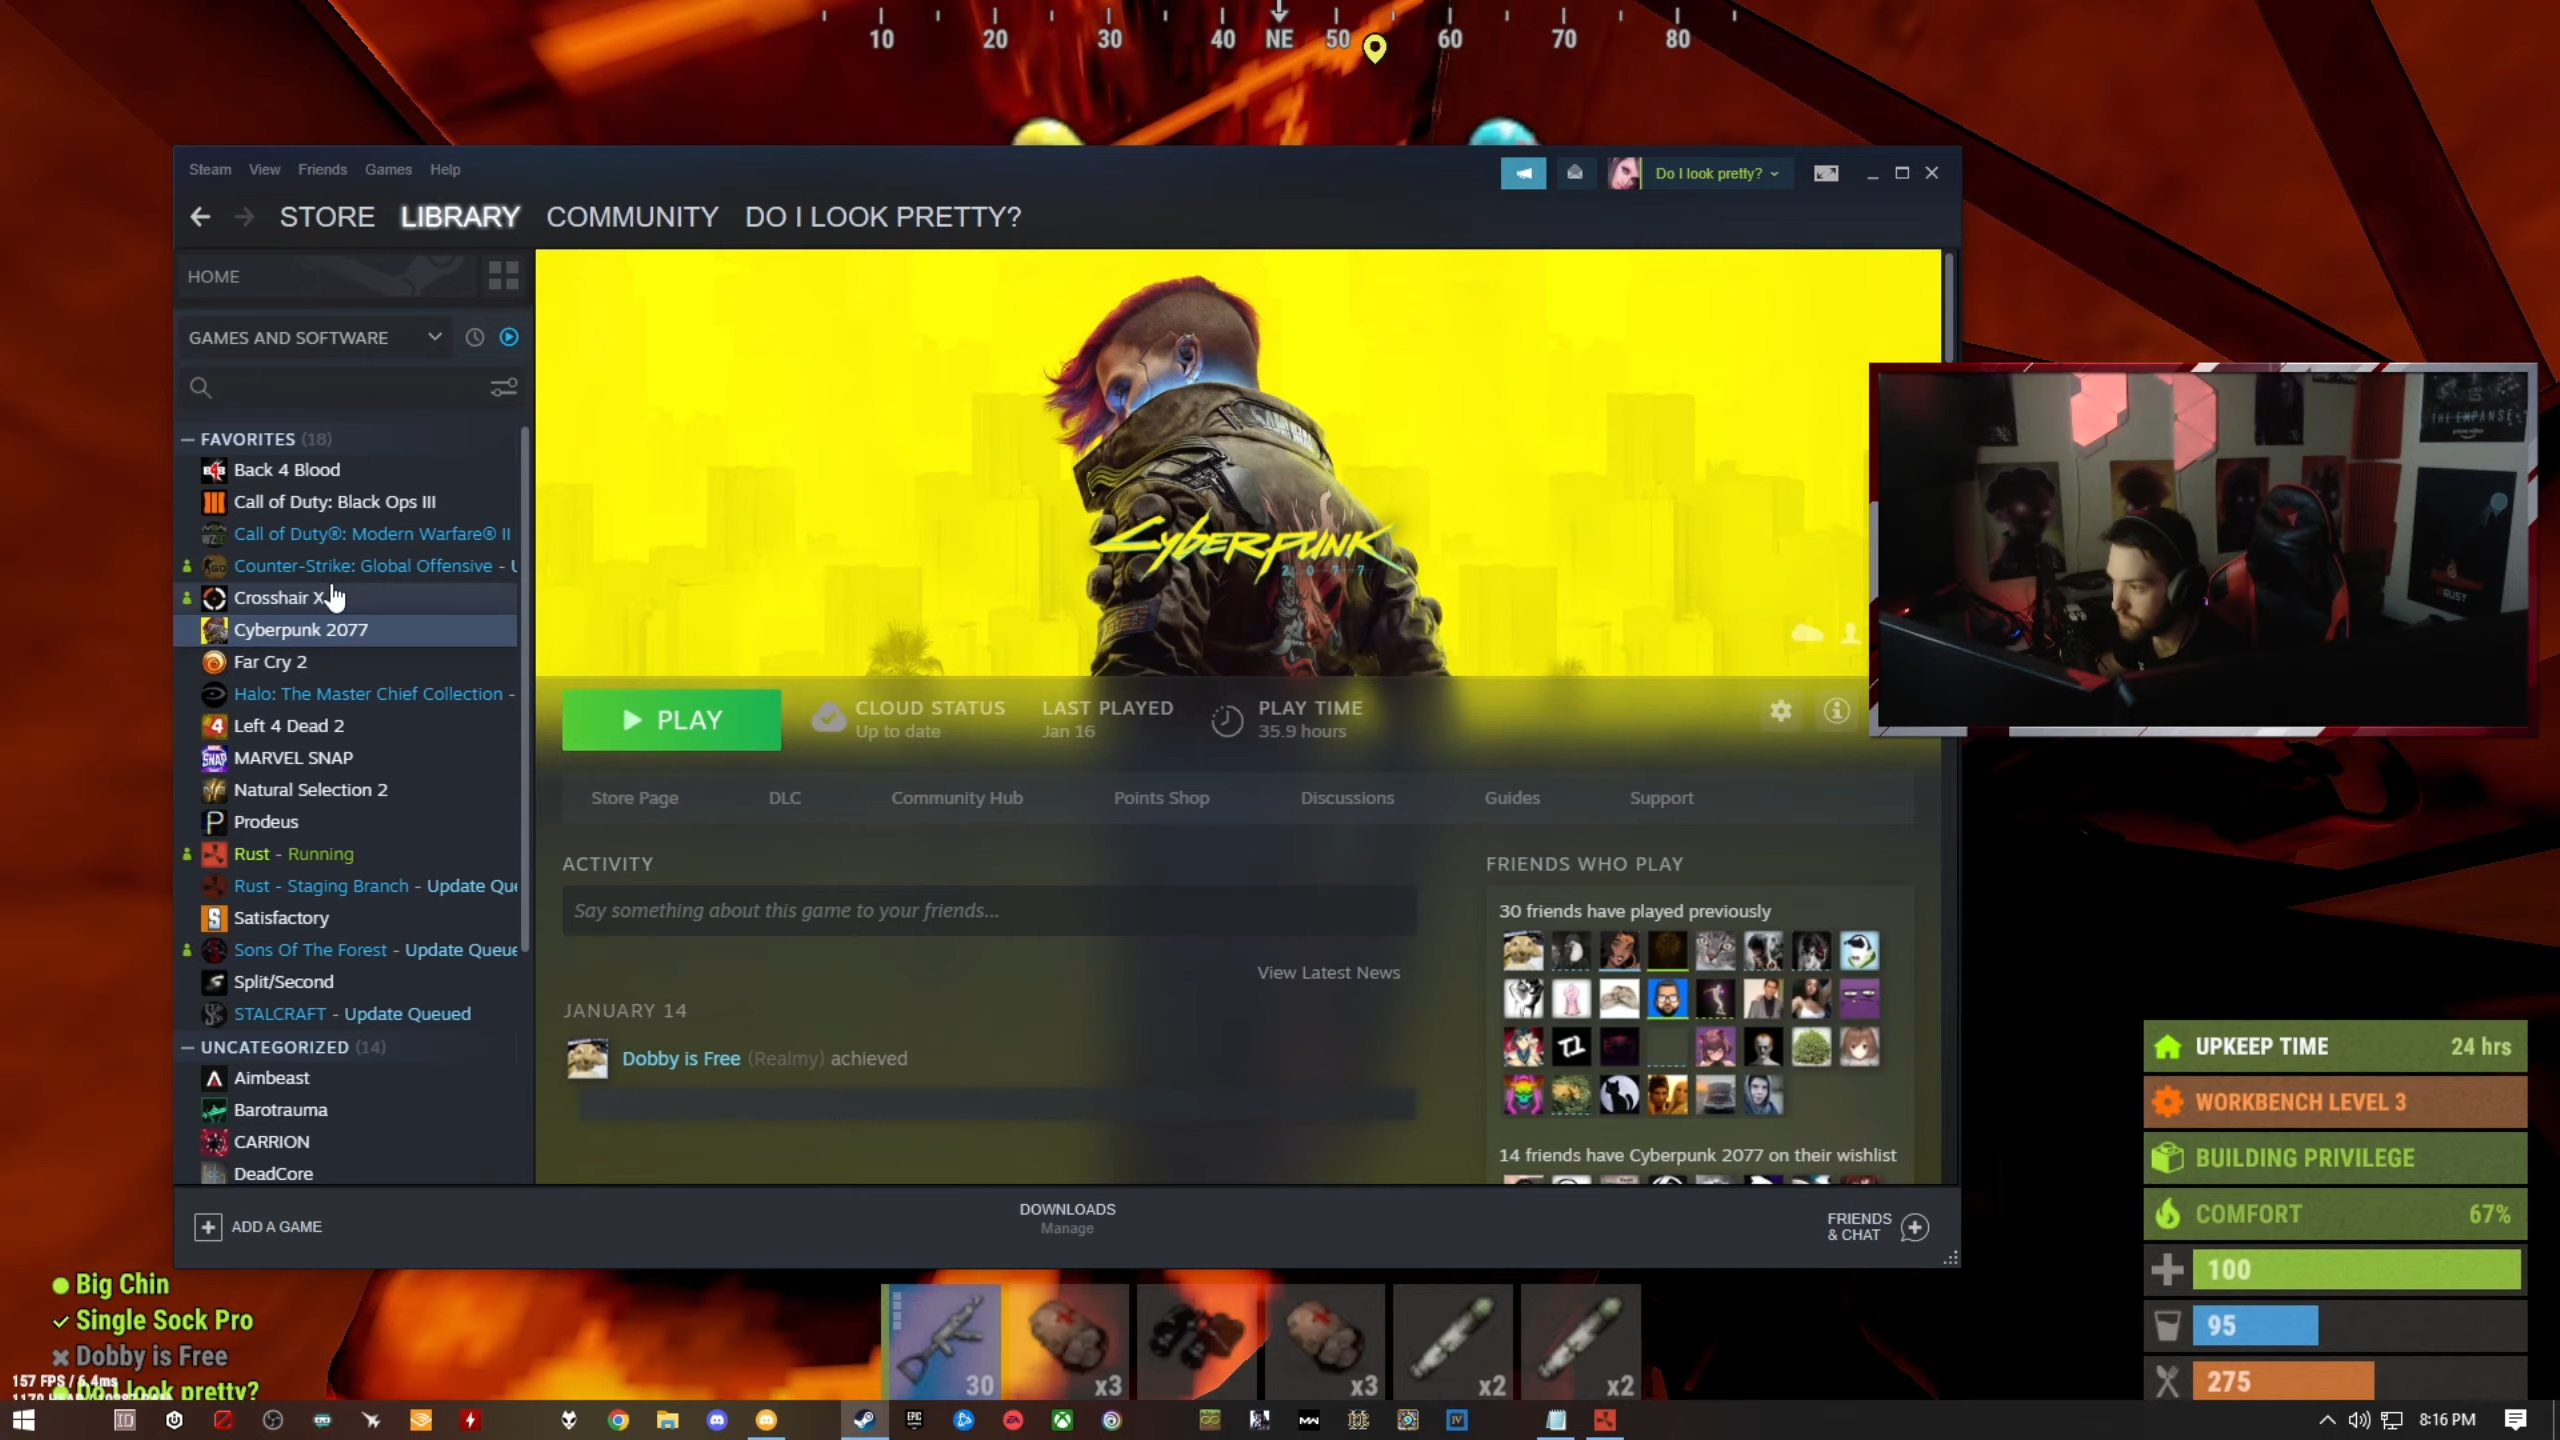 10 20 30 40 NE 50 60 70 80
Steam View Friends Games Help
Do I look pretty?
STORE LIBRARY COMMUNITY DO I LOOK PRETTY?
HOME
GAMES AND SOFTWARE
FAVORITES (18)
Back 4 Blood
Call of Duty: Black Ops III
Call of Duty®: Modern Warfare® II
Counter-Strike: Global Offensive - U
Crosshair X
Cyberpunk 2077
Far Cry 2
Halo: The Master Chief Collection -
Left 4 Dead 2
MARVEL SNAP
Natural Selection 2
Prodeus
Rust - Running
Rust - Staging Branch - Update Que
Satisfactory
Sons Of The Forest - Update Queue
Split/Second
STALCRAFT - Update Queued
UNCATEGORIZED (14)
Aimbeast
Barotrauma
CARRION
DeadCore
ADD A GAME
SAMURAI
CYBERPUNK
2077
PLAY
CLOUD STATUS
Up to date
LAST PLAYED
Jan 16
PLAY TIME
35.9 hours
Store Page DLC Community Hub Points Shop Discussions Guides Support
ACTIVITY
Say something about this game to your friends...
View Latest News
JANUARY 14
Dobby is Free (Realmy) achieved
FRIENDS WHO PLAY
30 friends have played previously
14 friends have Cyberpunk 2077 on their wishlist
DOWNLOADS
Manage
FRIENDS
& CHAT
THE EXPANSE
RUST
UPKEEP TIME 24 hrs
WORKBENCH LEVEL 3
BUILDING PRIVILEGE
COMFORT 67%
100
95
275
Big Chin
Single Sock Pro
Dobby is Free
Do I look pretty?
157 FPS / 6.4ms
30 x3 x3 x2 x2
8:16 PM